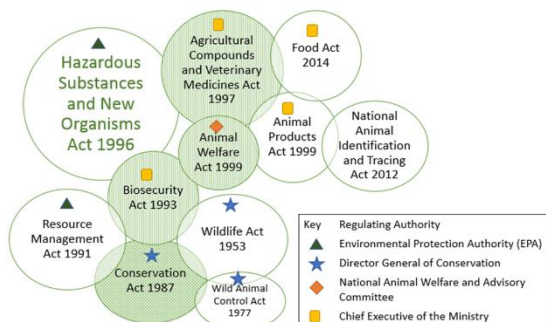 Hazardous
Substances
and New
Organisms
Act 1996
Agricultural
Compounds
and Veterinary
Medicines Act
1997
Food Act
2014
Animal
Welfare
Act 1999
Animal
Products
Act 1999
National
Animal
Identification
and Tracing
Act 2012
Biosecurity
Act 1993
Resource
Management
Act 1991
Wildlife Act
1953
Conservation
Act 1987
Wild Animal
Control Act
1977
Key Regulating Authority
Environmental Protection Authority (EPA)
Director General of Conservation
National Animal Welfare and Advisory
Committee
Chief Executive of the Ministry